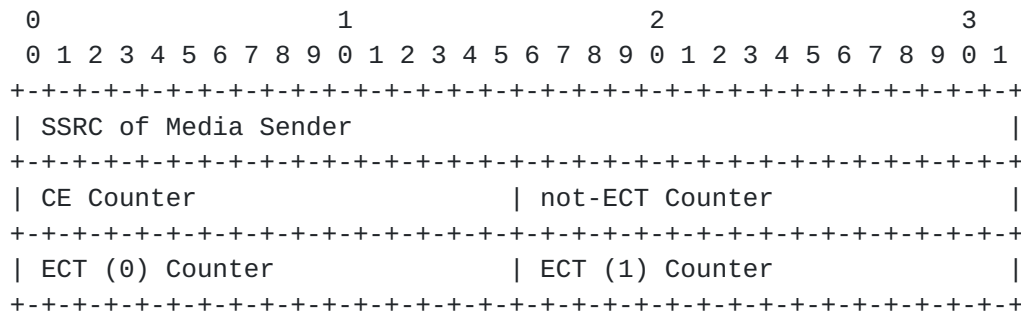 0                   1                   2                   3
 0 1 2 3 4 5 6 7 8 9 0 1 2 3 4 5 6 7 8 9 0 1 2 3 4 5 6 7 8 9 0 1
+-+-+-+-+-+-+-+-+-+-+-+-+-+-+-+-+-+-+-+-+-+-+-+-+-+-+-+-+-+-+-+-+
| SSRC of Media Sender                                          |
+-+-+-+-+-+-+-+-+-+-+-+-+-+-+-+-+-+-+-+-+-+-+-+-+-+-+-+-+-+-+-+-+
| CE Counter                    | not-ECT Counter               |
+-+-+-+-+-+-+-+-+-+-+-+-+-+-+-+-+-+-+-+-+-+-+-+-+-+-+-+-+-+-+-+-+
| ECT (0) Counter               | ECT (1) Counter               |
+-+-+-+-+-+-+-+-+-+-+-+-+-+-+-+-+-+-+-+-+-+-+-+-+-+-+-+-+-+-+-+-+